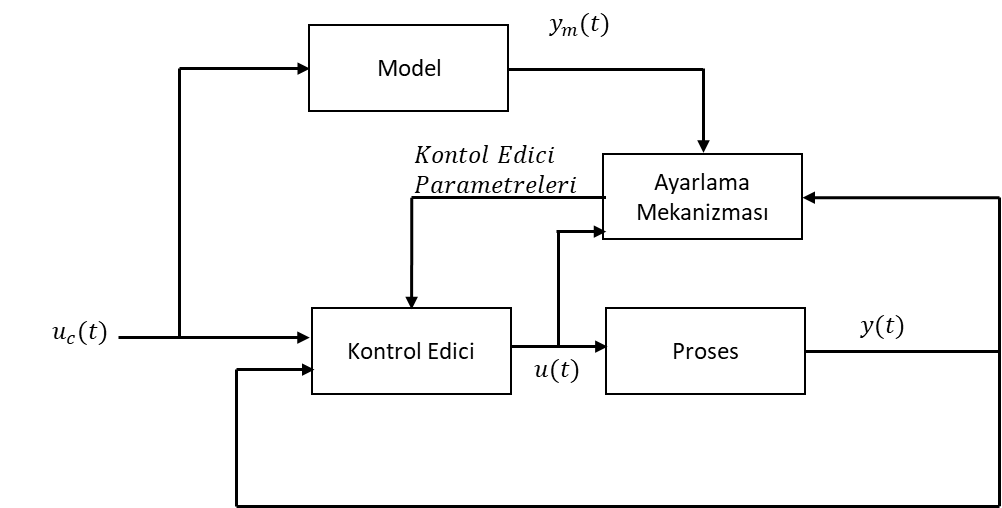 y_m(t)
Model
Kontol Edici
Parametreleri
Ayarlama
Mekanizması
u_c(t)
Kontrol Edici
u(t)
Proses
y(t)